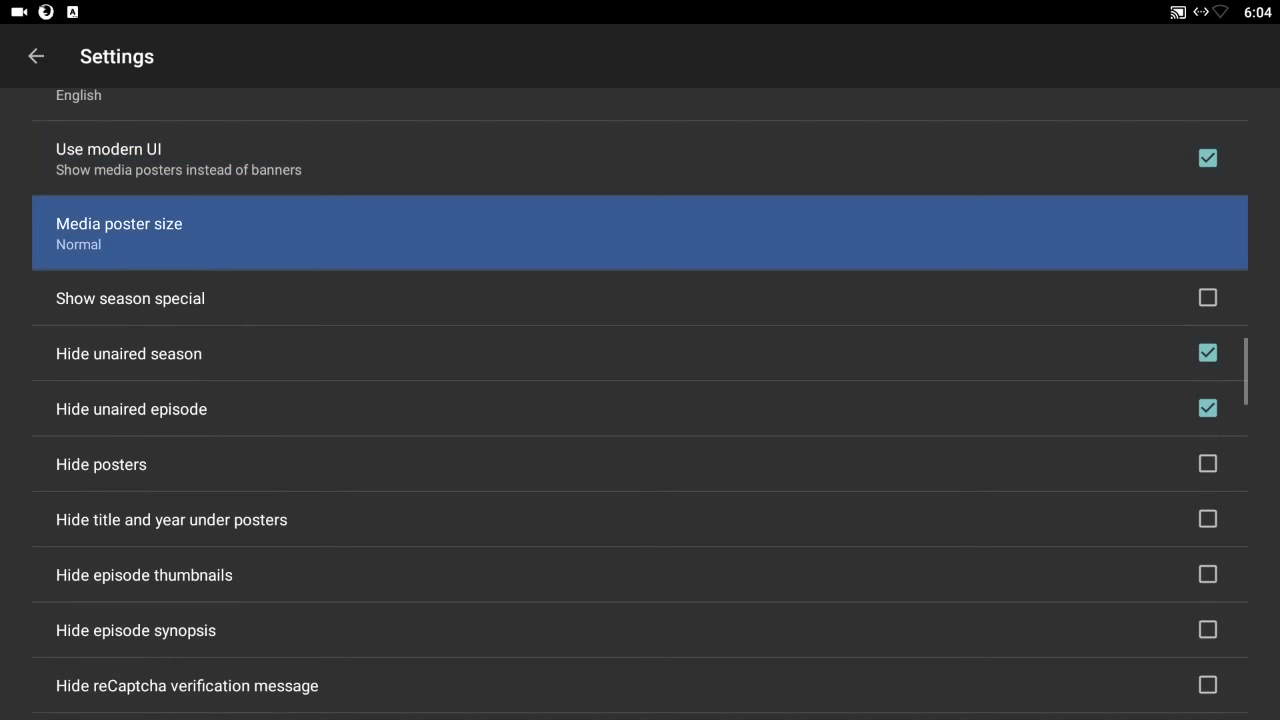 6:04
Settings
English
Use modern UI
Show media posters instead of banners
Media poster size
Normal
Show season special
Hide unaired season
Hide unaired episode
Hide posters
Hide title and year under posters
Hide episode thumbnails
Hide episode synopsis
Hide reCaptcha verification message